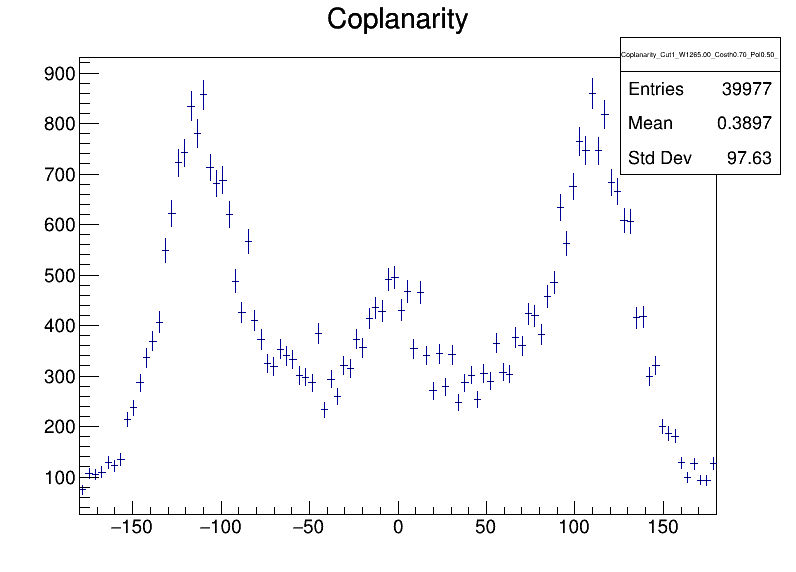 Coplanarity
Coplanarity_Cut1_W1265.00_Costh0.70_Pol0.50_
Entries 39977
Mean 0.3897
Std Dev 97.63
900
800
700
600
500
400
300
200
100
−150 −100 −50 0 50 100 150